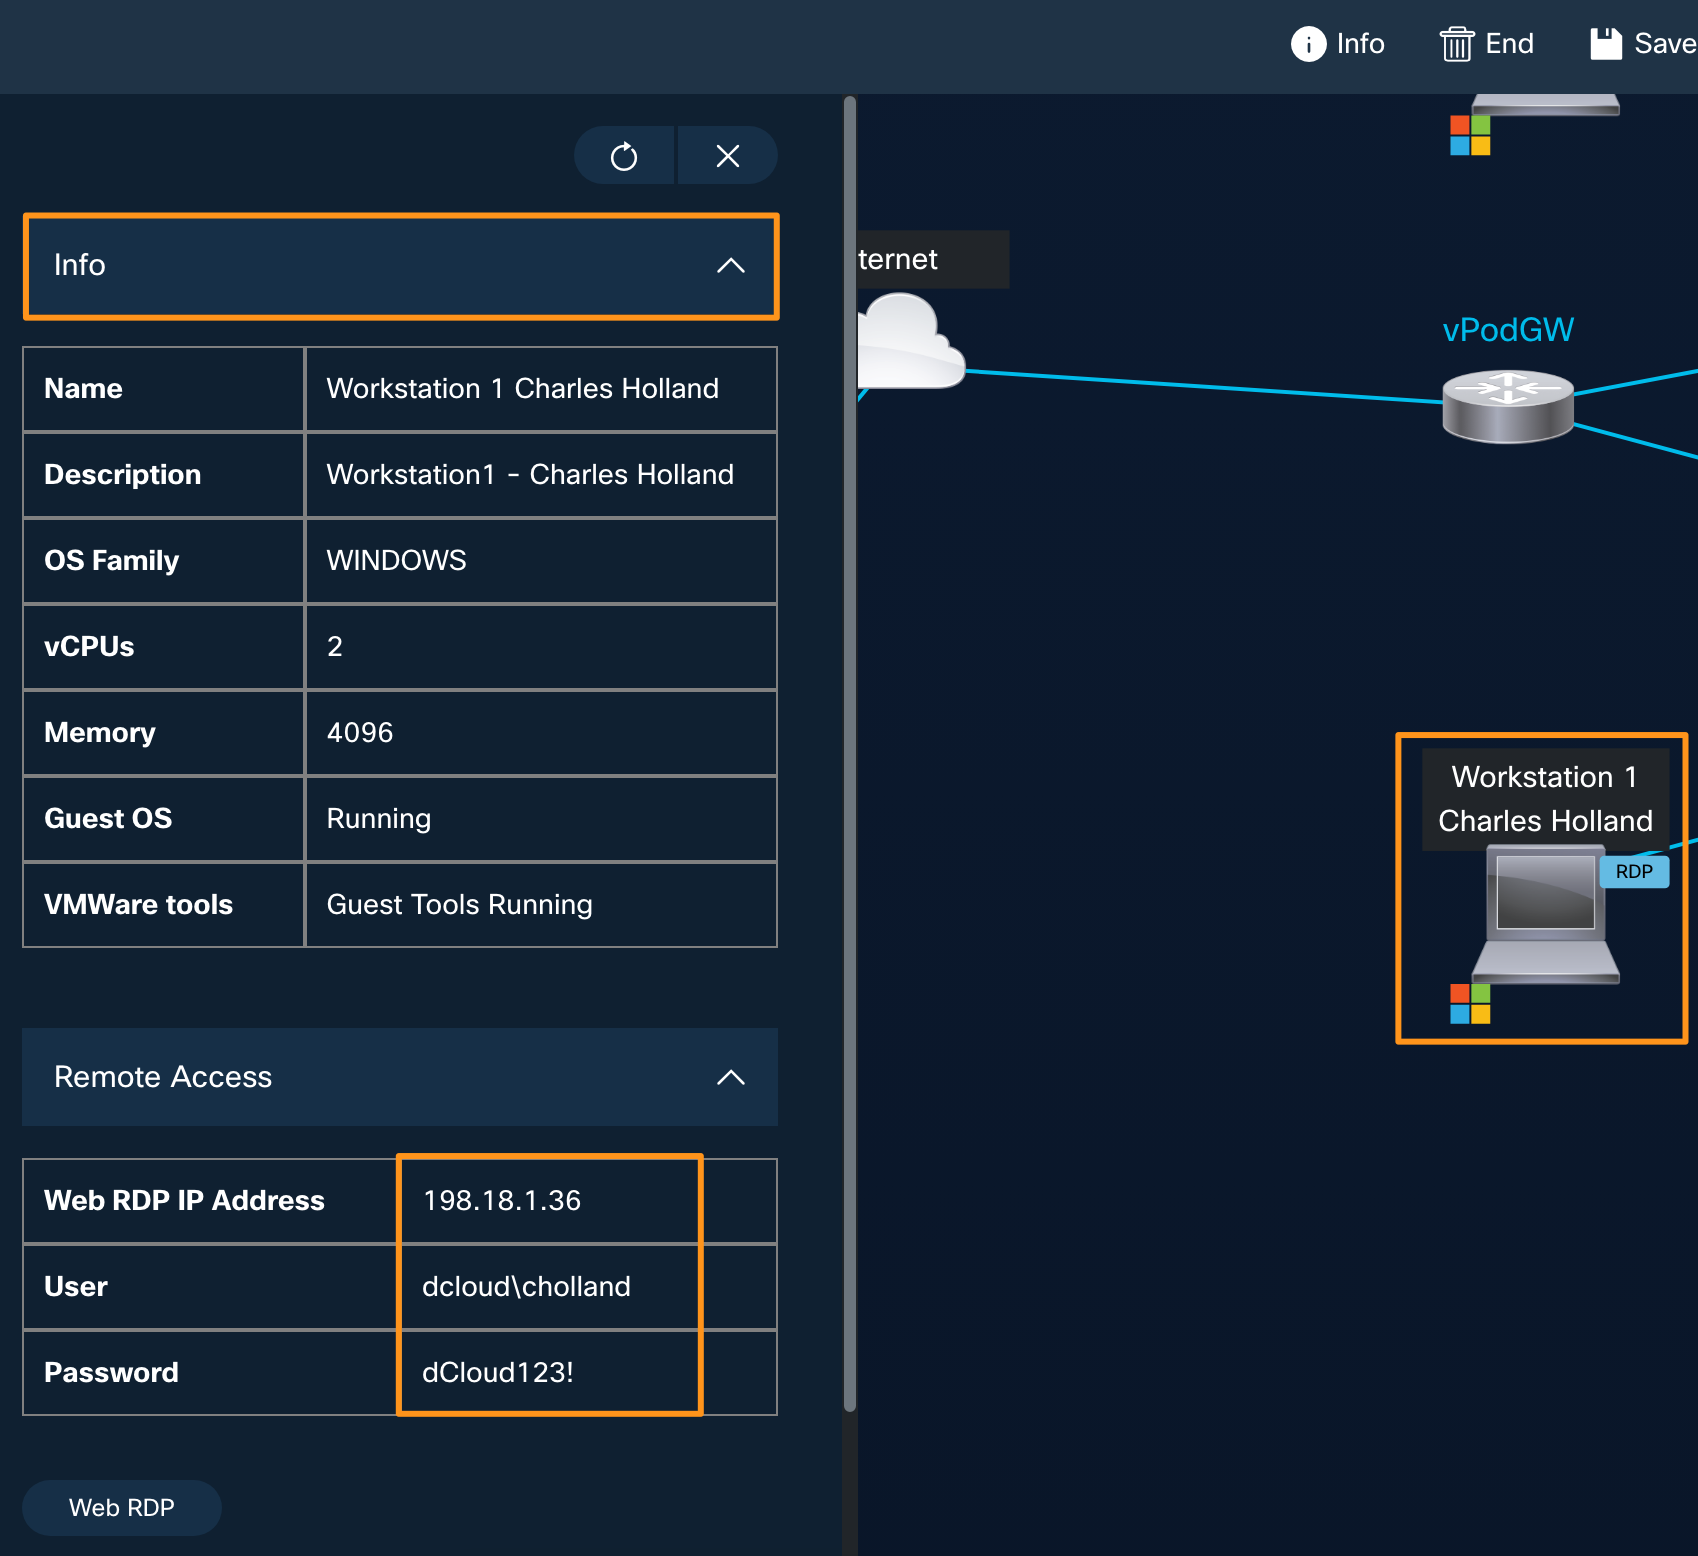 Info
End
Save
Info
Name
Workstation 1 Charles Holland
Description
Workstation1 - Charles Holland
OS Family
WINDOWS
vCPUs
2
Memory
4096
Guest OS
Running
VMWare tools
Guest Tools Running
Remote Access
Web RDP IP Address
198.18.1.36
User
dcloud\cholland
Password
dCloud123!
Web RDP
ternet
vPodGW
Workstation 1
Charles Holland
RDP